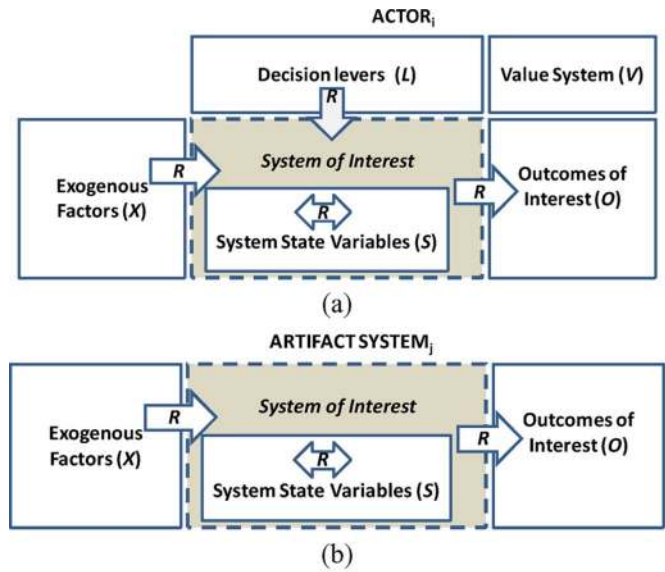 ACTORi
Decision levers (L)
Value System (V)
R
System of Interest
R
R
Exogenous
Factors (X)
Outcomes of
Interest (O)
R
System State Variables (S)
(a)
ARTIFACT SYSTEMj
R
System of Interest
R
Exogenous
Factors (X)
Outcomes of
Interest (O)
R
System State Variables (S)
(b)